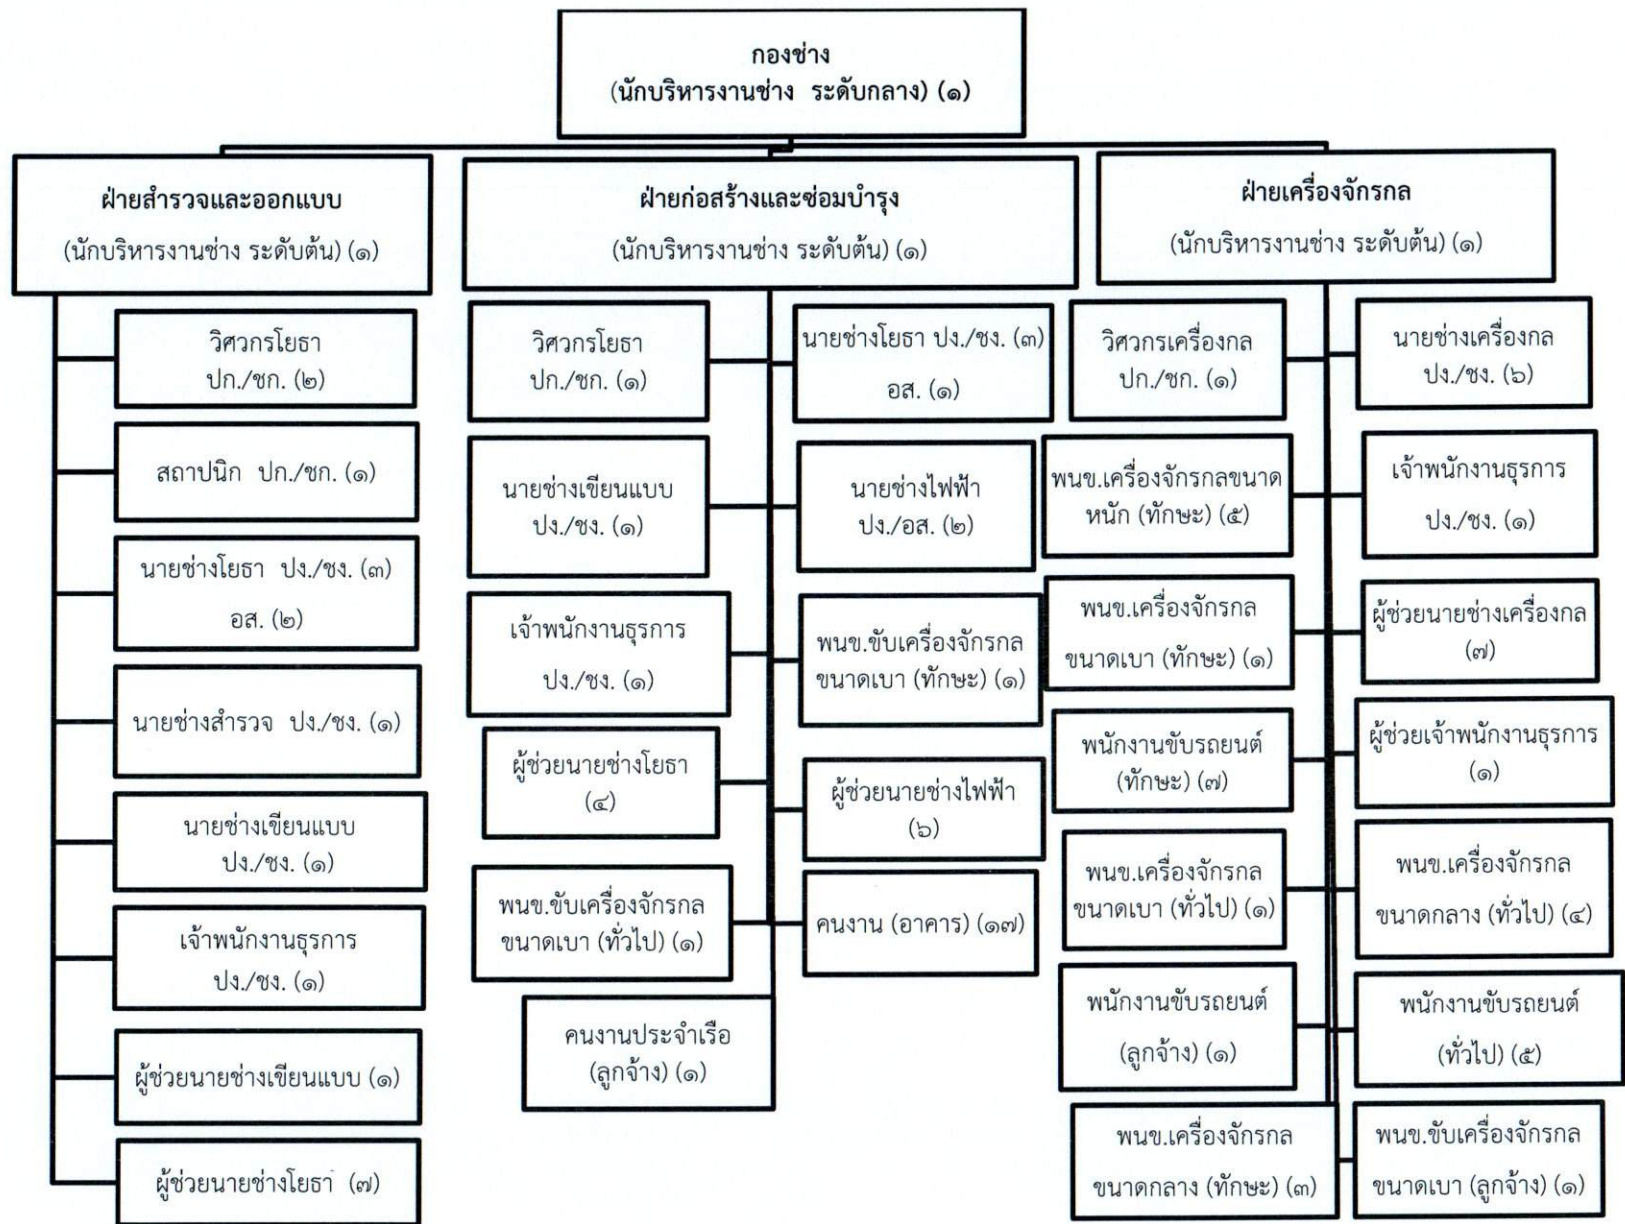 กองช่าง
(นักบริหารงานช่าง ระดับกลาง) (๑)
ฝ่ายสำรวจและออกแบบ
(นักบริหารงานช่าง ระดับต้น) (๑)
วิศวกรโยธา
ปก./ชก. (๒)
สถาปนิก ปก./ชก. (๑)
นายช่างโยธา ปง./ชง. (๓)
อส. (๒)
นายช่างสำรวจ ปง./ชง. (๑)
นายช่างเขียนแบบ
ปง./ชง. (๑)
เจ้าพนักงานธุรการ
ปง./ชง. (๑)
ผู้ช่วยนายช่างเขียนแบบ (๑)
ผู้ช่วยนายช่างโยธา (๗)
ฝ่ายก่อสร้างและซ่อมบำรุง
(นักบริหารงานช่าง ระดับต้น) (๑)
วิศวกรโยธา
ปก./ชก. (๑)
นายช่างโยธา ปง./ชง. (๓)
อส. (๑)
นายช่างเขียนแบบ
ปง./ชง. (๑)
นายช่างไฟฟ้า
ปง./อส. (๒)
เจ้าพนักงานธุรการ
ปง./ชง. (๑)
พนข.ขับเครื่องจักรกล
ขนาดเบา (ทักษะ) (๑)
ผู้ช่วยนายช่างโยธา
(๔)
ผู้ช่วยนายช่างไฟฟ้า
(๖)
พนข.ขับเครื่องจักรกล
ขนาดเบา (ทั่วไป) (๑)
คนงาน (อาคาร) (๑๗)
คนงานประจำเรือ
(ลูกจ้าง) (๑)
ฝ่ายเครื่องจักรกล
(นักบริหารงานช่าง ระดับต้น) (๑)
วิศวกรเครื่องกล
ปก./ชก. (๑)
นายช่างเครื่องกล
ปง./ชง. (๖)
พนข.เครื่องจักรกลขนาด
หนัก (ทักษะ) (๕)
เจ้าพนักงานธุรการ
ปง./ชง. (๑)
พนข.เครื่องจักรกล
ขนาดเบา (ทักษะ) (๑)
ผู้ช่วยนายช่างเครื่องกล
(๗)
พนักงานขับรถยนต์
(ทักษะ) (๗)
ผู้ช่วยเจ้าพนักงานธุรการ
(๑)
พนข.เครื่องจักรกล
ขนาดเบา (ทั่วไป) (๑)
พนข.เครื่องจักรกล
ขนาดกลาง (ทั่วไป) (๔)
พนักงานขับรถยนต์
(ลูกจ้าง) (๑)
พนักงานขับรถยนต์
(ทั่วไป) (๕)
พนข.เครื่องจักรกล
ขนาดกลาง (ทักษะ) (๓)
พนข.ขับเครื่องจักรกล
ขนาดเบา (ลูกจ้าง) (๑)